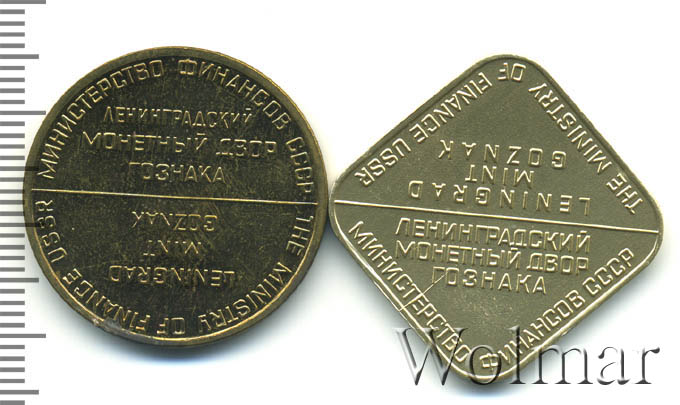 МИНИСТЕРСТВО ФИНАНСОВ СССР
ЛЕНИНГРАДСКИЙ
МОНЕТНЫЙ ДВОР
ГОЗНАКА
LENINGRAD
MINT
GOZNAK
THE MINISTRY OF FINANCE USSR
THE MINISTRY OF FINANCE USSR
LENINGRAD
MINT
GOZNAK
ЛЕНИНГРАДСКИЙ
МОНЕТНЫЙ ДВОР
ГОЗНАКА
МИНИСТЕРСТВО ФИНАНСОВ СССР
Wolmar